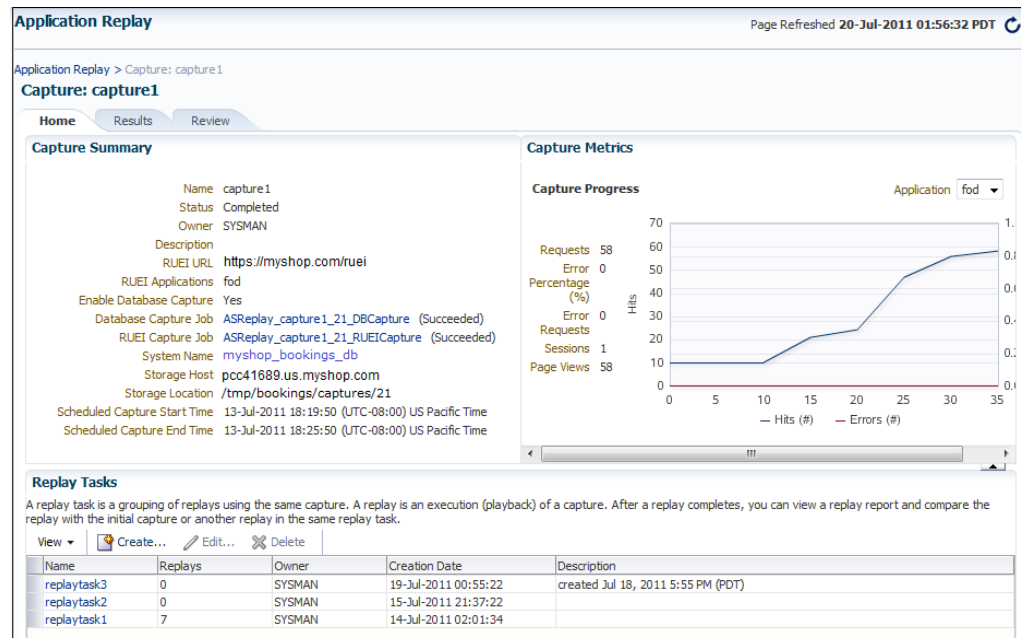 Application Replay
Page Refreshed 20-Jul-2011 01:56:32 PDT
Application Replay > Capture: capture1
Capture: capture1
Home Results Review
Capture Summary
Name capture1
Status Completed
Owner SYSMAN
Description
RUEI URL https://myshop.com/ruei
RUEI Applications fod
Enable Database Capture Yes
Database Capture Job ASReplay_capture1_21_DBCapture (Succeeded)
RUEI Capture Job ASReplay_capture1_21_RUEICapture (Succeeded)
System Name myshop_bookings_db
Storage Host pcc41689.us.myshop.com
Storage Location /tmp/bookings/captures/21
Scheduled Capture Start Time 13-Jul-2011 18:19:50 (UTC-08:00) US Pacific Time
Scheduled Capture End Time 13-Jul-2011 18:25:50 (UTC-08:00) US Pacific Time
Capture Metrics
Capture Progress
Application fod
Requests 58
Error Percentage (%) 0
Error Requests 0
Sessions 1
Page Views 58
Hits
70
60
50
40
30
20
10
0
0 5 10 15 20 25 30 35
Hits (#) Errors (#)
Replay Tasks
A replay task is a grouping of replays using the same capture. A replay is an execution (playback) of a capture. After a replay completes, you can view a replay report and compare the
replay with the initial capture or another replay in the same replay task.
View Create... Edit... Delete
Name Replays Owner Creation Date Description
replaytask3 0 SYSMAN 19-Jul-2011 00:55:22 created Jul 18, 2011 5:55 PM (PDT)
replaytask2 0 SYSMAN 15-Jul-2011 21:37:22
replaytask1 7 SYSMAN 14-Jul-2011 02:01:34